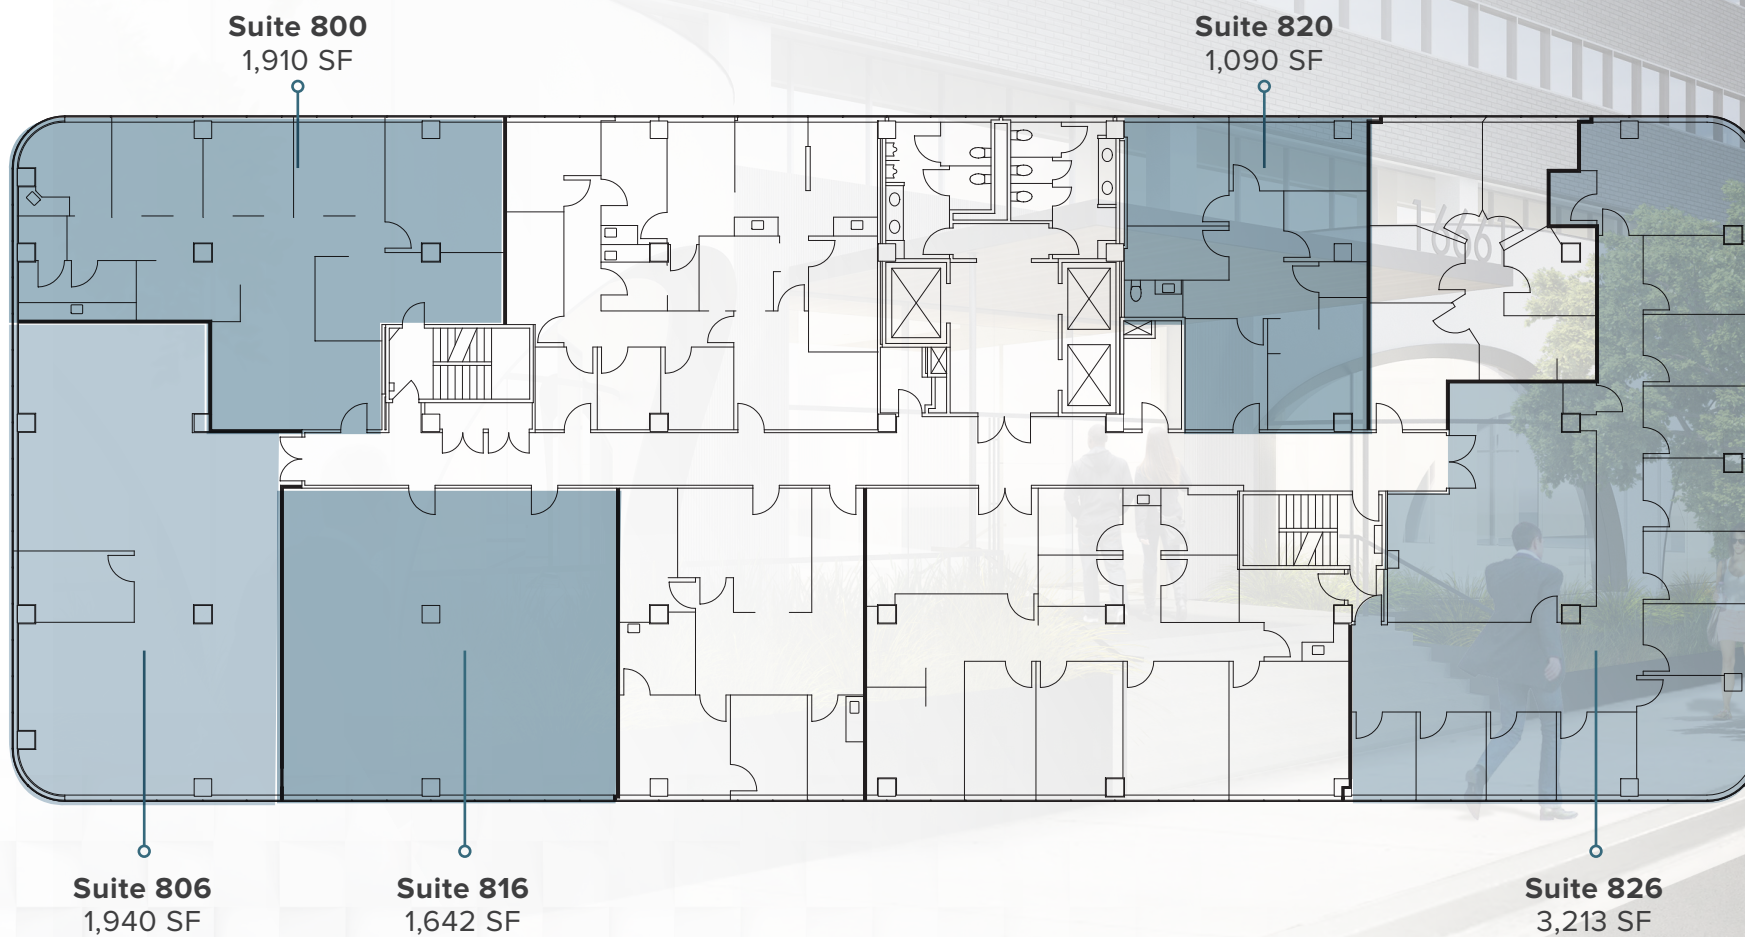 Suite 800
1,910 SF
Suite 820
1,090 SF
16661
Suite 806
1,940 SF
Suite 816
1,642 SF
Suite 826
3,213 SF